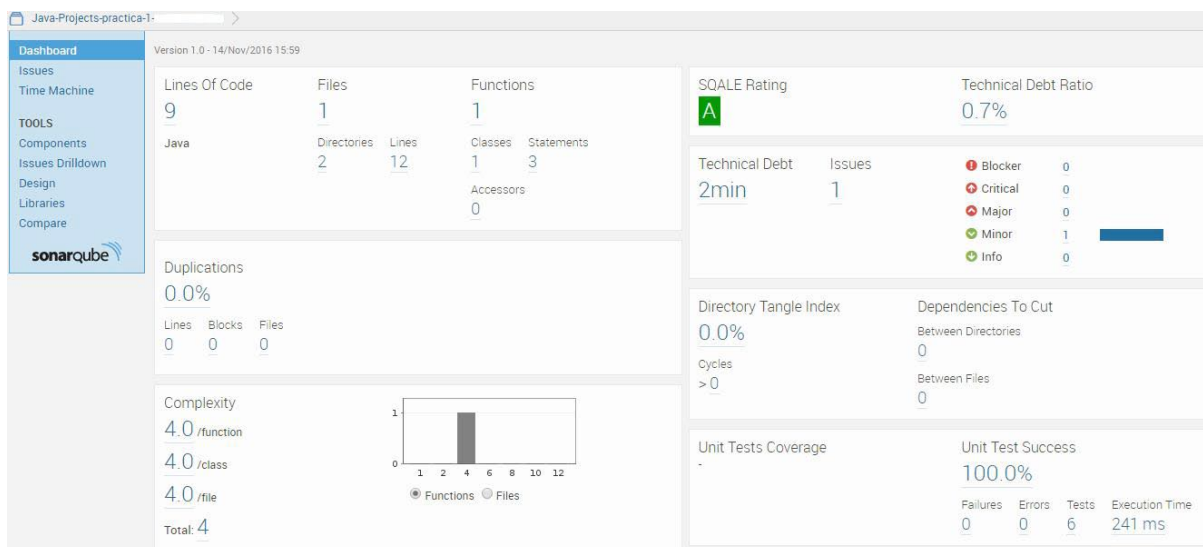 Java-Projects-practica-1-
Dashboard
Issues
Time Machine
TOOLS
Components
Issues Drilldown
Design
Libraries
Compare
sonarqube
Version 1.0 - 14/Nov/2016 15:59
Lines Of Code
9
Java
Files
1
Directories Lines
2 12
Functions
1
Classes Statements
1 3
Accessors
0
Duplications
0.0%
Lines Blocks Files
0 0 0
Complexity
4.0 /function
4.0 /class
4.0 /file
Total: 4
1
0
1 2 4 6 8 10 12
Functions Files
SQALE Rating
A
Technical Debt Ratio
0.7%
Technical Debt
2min
Issues
1
Blocker 0
Critical 0
Major 0
Minor 1
Info 0
Directory Tangle Index
0.0%
Cycles
> 0
Dependencies To Cut
Between Directories
0
Between Files
0
Unit Tests Coverage
-
Unit Test Success
100.0%
Failures Errors Tests Execution Time
0 0 6 241 ms